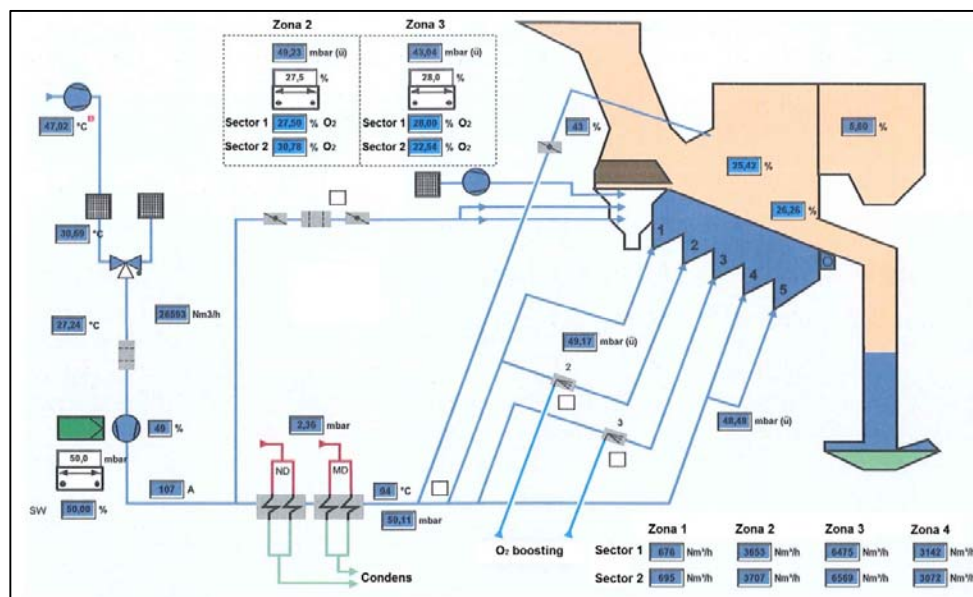 Zona 2 Zona 3
49,23 mbar (ü) 43,04 mbar (ü)
27,5 % 28,0 %
Sector 1 27,50 % O₂ Sector 1 28,00 % O₂
Sector 2 30,78 % O₂ Sector 2 22,54 % O₂
47,02 °C
43 %
5,00 %
25,42 %
26,26 %
30,69 °C
1
2
3
4
5
27,24 °C
26593 Nm3/h
49,17 mbar (ü)
2
3
48,48 mbar (ü)
49 %
50,0 mbar
2,36 mbar
ND MD
107 A
94 °C
SW 50,00 %
59,11 mbar
O₂ boosting
Condens
Zona 1 Zona 2 Zona 3 Zona 4
Sector 1 676 Nm³/h 3653 Nm³/h 6475 Nm³/h 3142 Nm³/h
Sector 2 695 Nm³/h 3707 Nm³/h 6569 Nm³/h 3072 Nm³/h